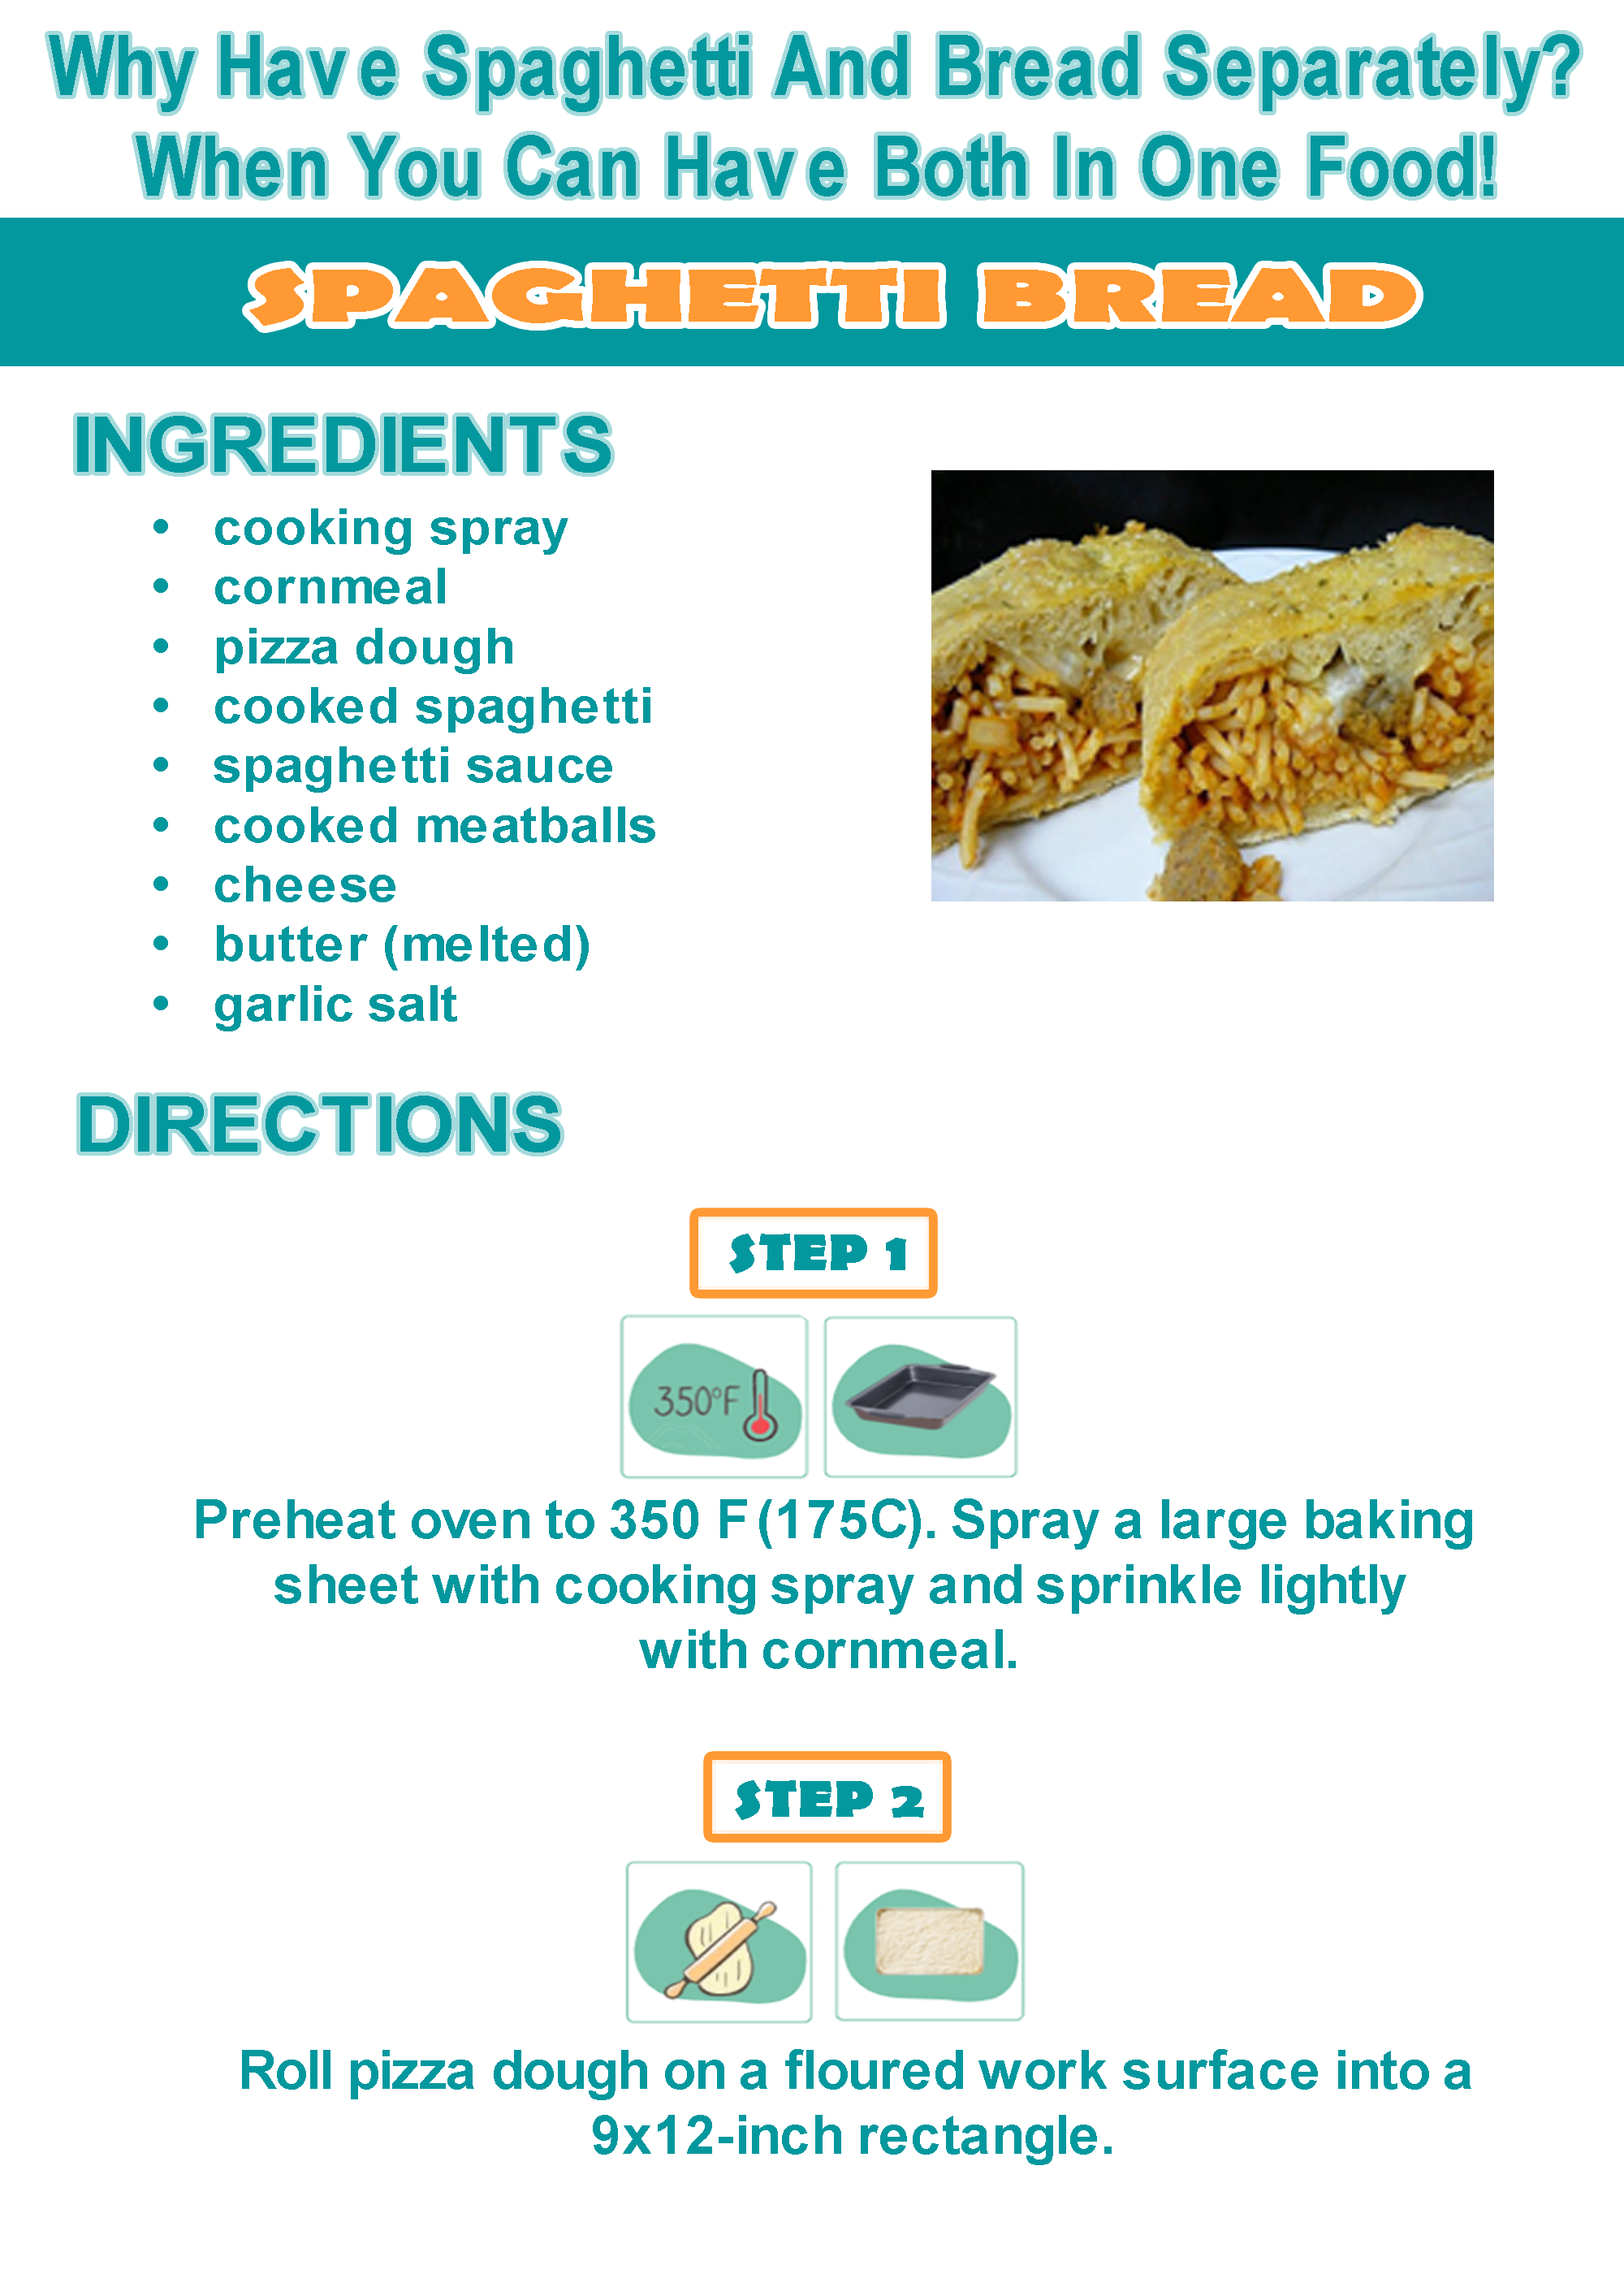 Why Have Spaghetti And Bread Separately?
When You Can Have Both In One Food!
SPAGHETTI BREAD
INGREDIENTS
• cooking spray
• cornmeal
• pizza dough
• cooked spaghetti
• spaghetti sauce
• cooked meatballs
• cheese
• butter (melted)
• garlic salt
DIRECTIONS
STEP 1
350°F
Preheat oven to 350 F (175C). Spray a large baking
sheet with cooking spray and sprinkle lightly
with cornmeal.
STEP 2
Roll pizza dough on a floured work surface into a
9x12-inch rectangle.